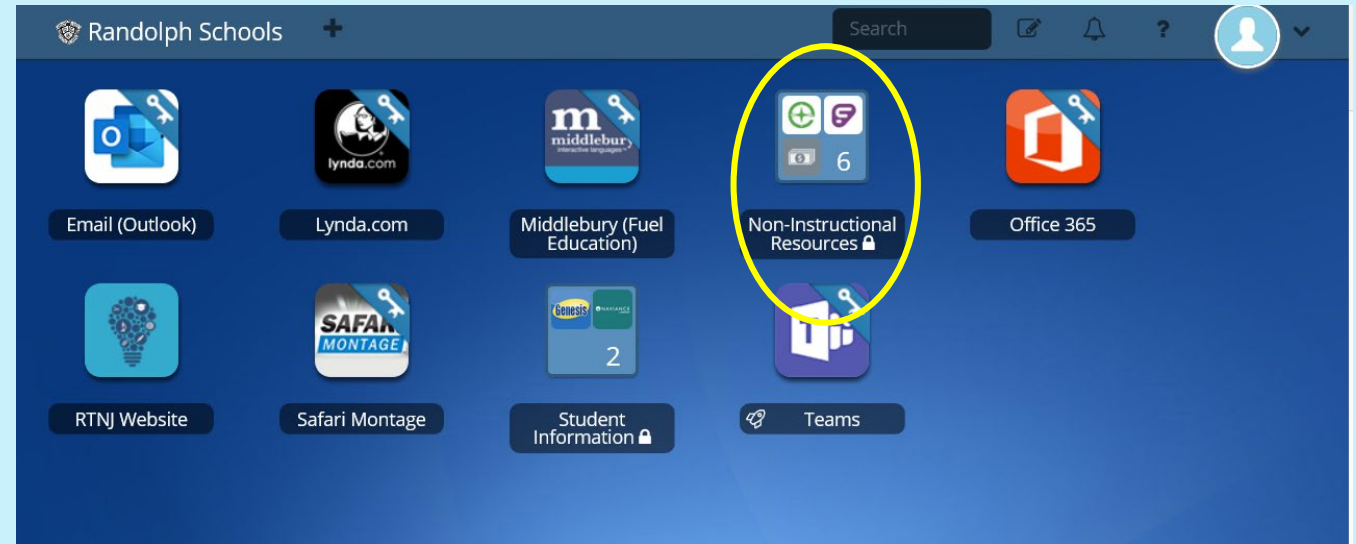 Randolph Schools
Search
?
lynda.com
m
middlebury
interactive languages
6
Email (Outlook)
Lynda.com
Middlebury (Fuel
Education)
Non-Instructional
Resources
Office 365
SAFARI
MONTAGE
Genesis
NAVIANCE
2
T
RTNJ Website
Safari Montage
Student
Information
Teams